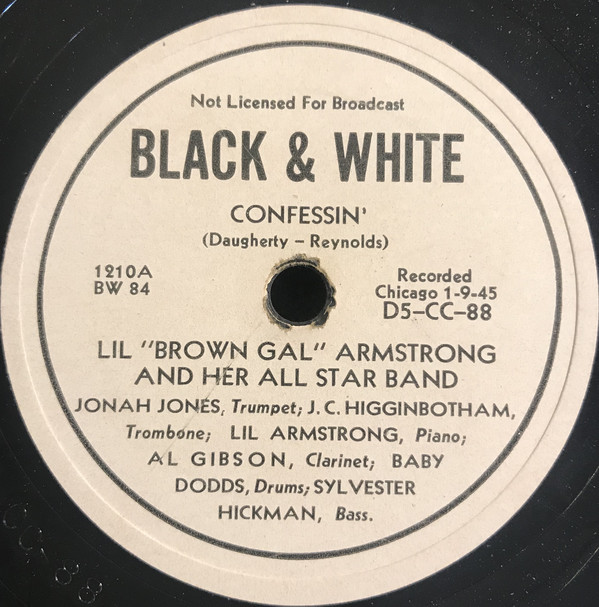 Not Licensed For Broadcast
BLACK & WHITE
CONFESSIN'
(Daugherty – Reynolds)
1210A
BW 84
Recorded
Chicago 1-9-45
D5–CC–88
LIL "BROWN GAL" ARMSTRONG
AND HER ALL STAR BAND
JONAH JONES, Trumpet; J. C. HIGGINBOTHAM,
Trombone; LIL ARMSTRONG, Piano;
AL GIBSON, Clarinet; BABY
DODDS, Drums; SYLVESTER
HICKMAN, Bass.